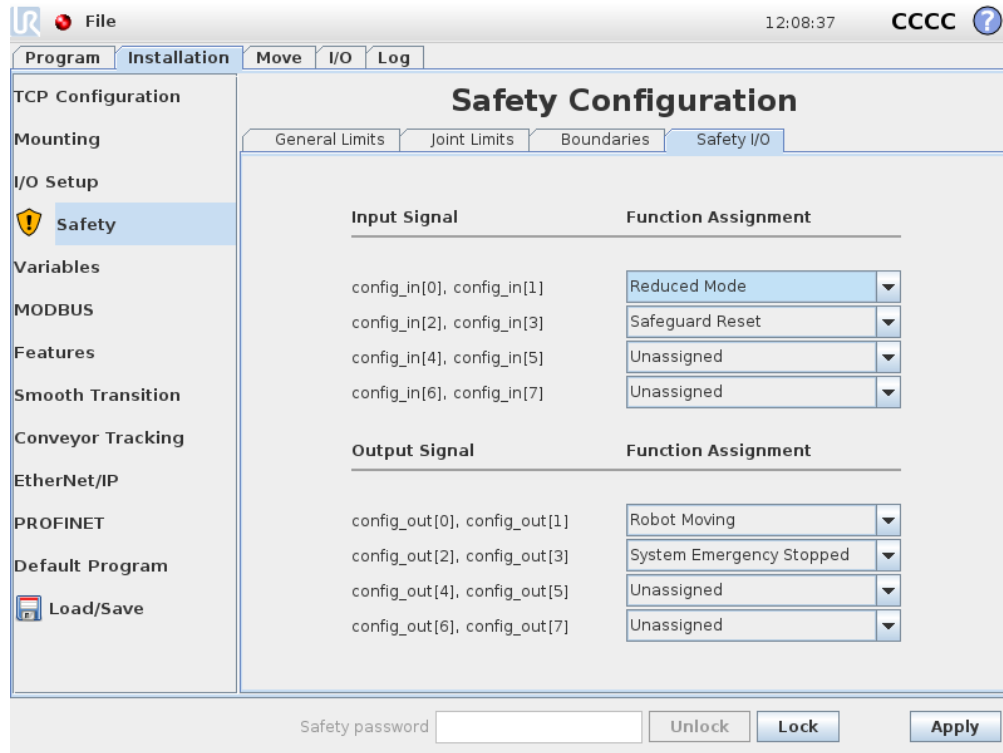 UR File 12:08:37 CCCC ?
Program Installation Move I/O Log
TCP Configuration
Mounting
I/O Setup
! Safety
Variables
MODBUS
Features
Smooth Transition
Conveyor Tracking
EtherNet/IP
PROFINET
Default Program
Load/Save
Safety Configuration
General Limits Joint Limits Boundaries Safety I/O
Input Signal Function Assignment
config_in[0], config_in[1] Reduced Mode
config_in[2], config_in[3] Safeguard Reset
config_in[4], config_in[5] Unassigned
config_in[6], config_in[7] Unassigned
Output Signal Function Assignment
config_out[0], config_out[1] Robot Moving
config_out[2], config_out[3] System Emergency Stopped
config_out[4], config_out[5] Unassigned
config_out[6], config_out[7] Unassigned
Safety password Unlock Lock Apply